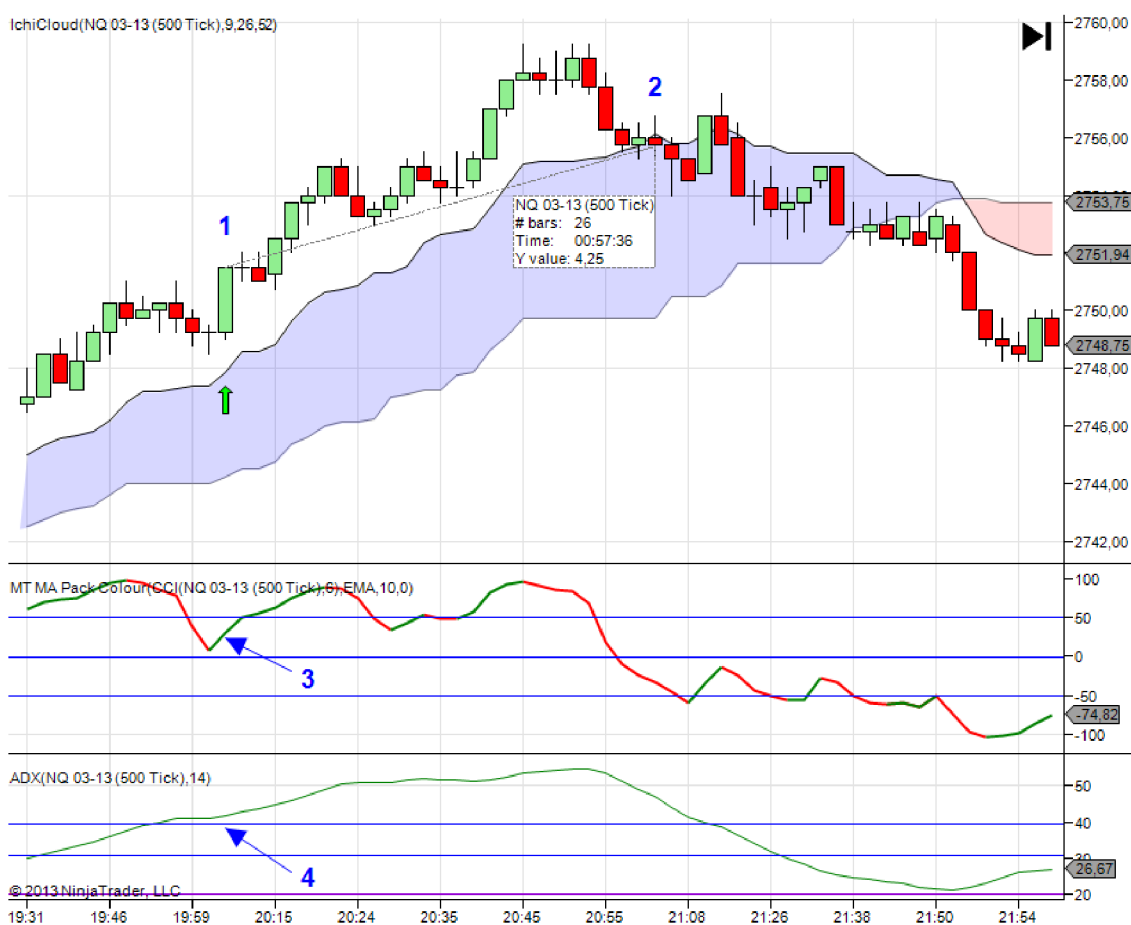 IchiCloud(NQ 03-13 (500 Tick),9,26,52)
2760,00
2758,00
2756,00
2753,75
2751,94
2750,00
2748,75
2748,00
2746,00
2744,00
2742,00
1
2
NQ 03-13 (500 Tick)
# bars: 26
Time: 00:57:36
Y value: 4,25
MT MA Pack Colour(CCI(NQ 03-13 (500 Tick),6),EMA,10,0)
100
50
0
-50
-74,82
-100
3
ADX(NQ 03-13 (500 Tick),14)
50
40
30
26,67
20
4
© 2013 NinjaTrader, LLC
19:31 19:46 19:59 20:15 20:24 20:35 20:45 20:55 21:08 21:26 21:38 21:50 21:54